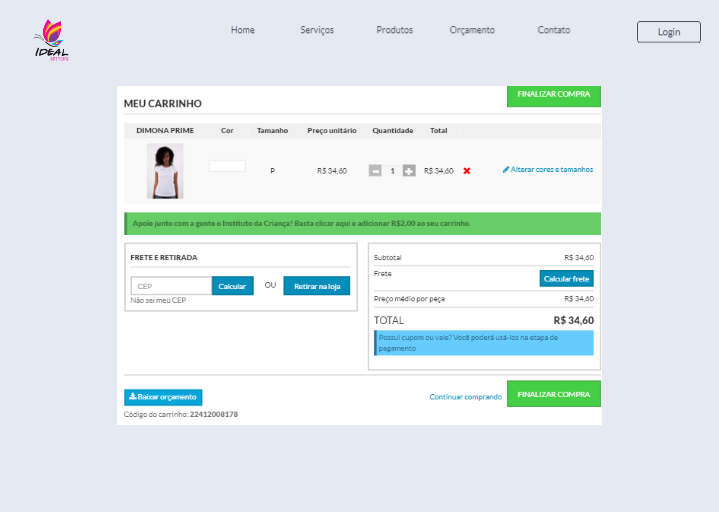 Home Serviços Produtos Orçamento Contato Login
IDEAL
MEU CARRINHO
FINALIZAR COMPRA
DIMONA PRIME Cor Tamanho Preço unitário Quantidade Total
P R$ 34,60 1 R$ 34,60 Alterar cores e tamanhos
Apoie junto com a gente o Instituto da Criança! Basta clicar aqui e adicionar R$2,00 ao seu carrinho.
FRETE E RETIRADA
CEP Calcular OU Retirar na loja
Não sei meu CEP
Subtotal R$ 34,60
Frete Calcular frete
Preço médio por peça R$ 34,60
TOTAL R$ 34,60
Possui cupom ou vale? Você poderá usá-los na etapa de
pagamento
Baixar orçamento Continuar comprando FINALIZAR COMPRA
Código do carrinho: 22412008178